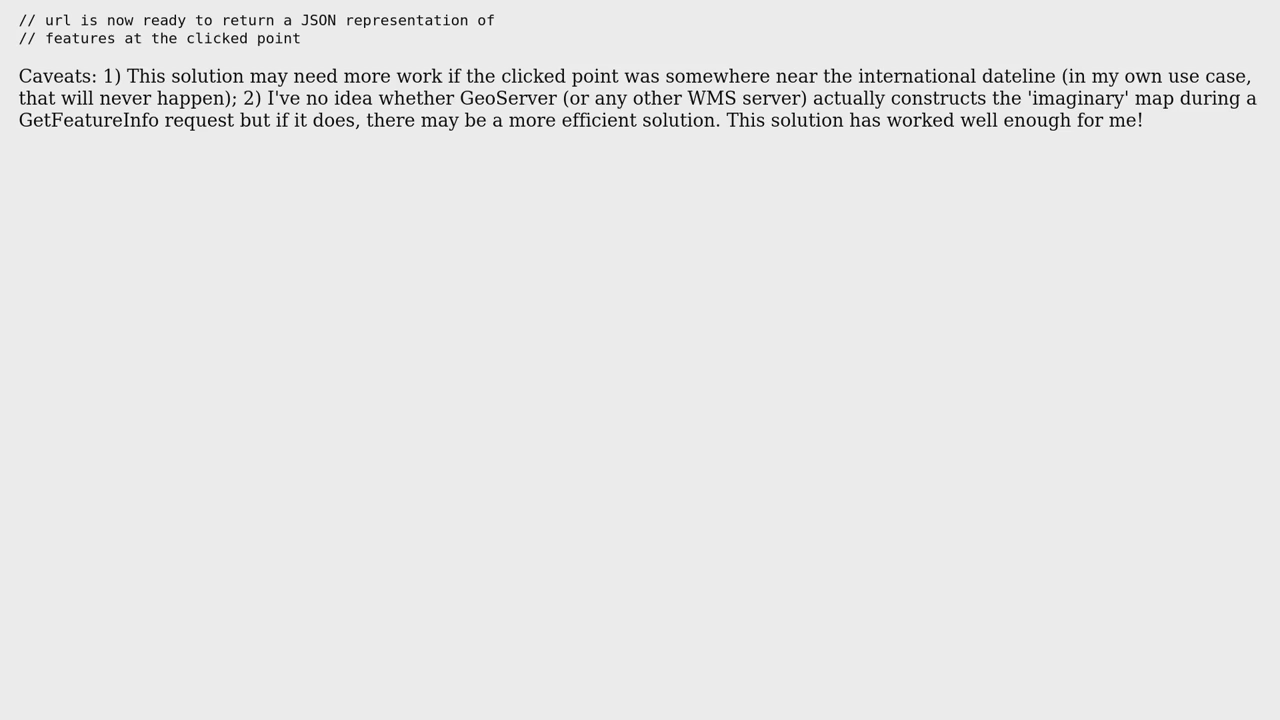 // url is now ready to return a JSON representation of
// features at the clicked point
Caveats: 1) This solution may need more work if the clicked point was somewhere near the international dateline (in my own use case,
that will never happen); 2) I've no idea whether GeoServer (or any other WMS server) actually constructs the 'imaginary' map during a
GetFeatureInfo request but if it does, there may be a more efficient solution. This solution has worked well enough for me!